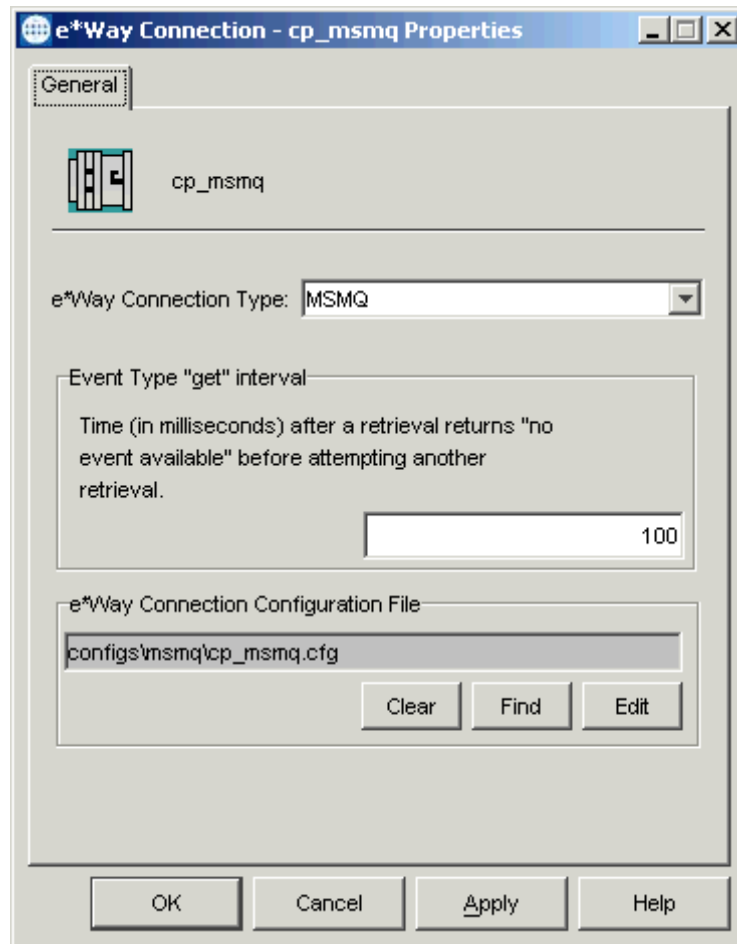 e*Way Connection - cp_msmq Properties
General
cp_msmq
e*Way Connection Type: MSMQ
Event Type "get" interval
Time (in milliseconds) after a retrieval returns "no
event available" before attempting another
retrieval.
100
e*Way Connection Configuration File
configs\msmq\cp_msmq.cfg
Clear Find Edit
OK Cancel Apply Help